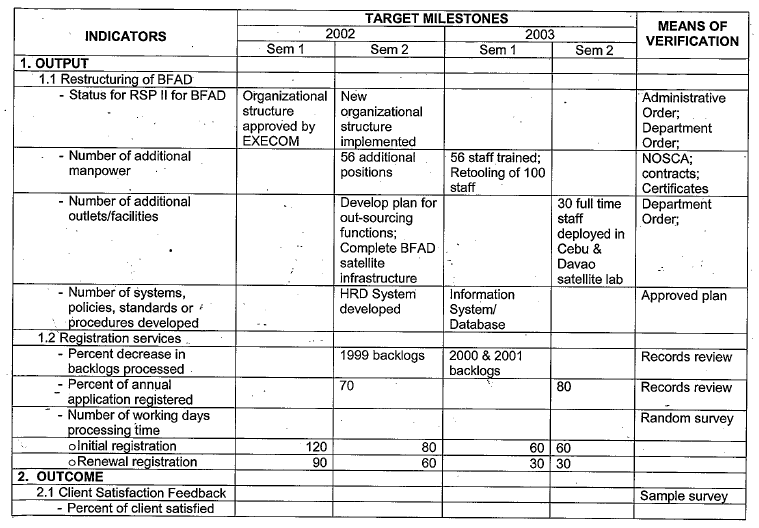 INDICATORS TARGET MILESTONES MEANS OF VERIFICATION
2002 2003
Sem 1 Sem 2 Sem 1 Sem 2
1. OUTPUT
1.1 Restructuring of BFAD
- Status for RSP II for BFAD Organizational New Administrative
structure organizational Order;
approved by structure Department
EXECOM implemented Order;
- Number of additional 56 additional 56 staff trained; NOSCA;
manpower positions Retooling of 100 contracts;
staff Certificates
- Number of additional Develop plan for 30 full time Department
outlets/facilities out-sourcing staff Order;
functions; deployed in
Complete BFAD Cebu &
satellite Davao
infrastructure satellite lab
- Number of systems, HRD System Information Approved plan
policies, standards or developed System/
procedures developed Database
1.2 Registration services
- Percent decrease in 1999 backlogs 2000 & 2001 Records review
backlogs processed backlogs
- Percent of annual 70 80 Records review
application registered
- Number of working days Random survey
processing time
o Initial registration 120 80 60 60
o Renewal registration 90 60 30 30
2. OUTCOME
2.1 Client Satisfaction Feedback Sample survey
- Percent of client satisfied